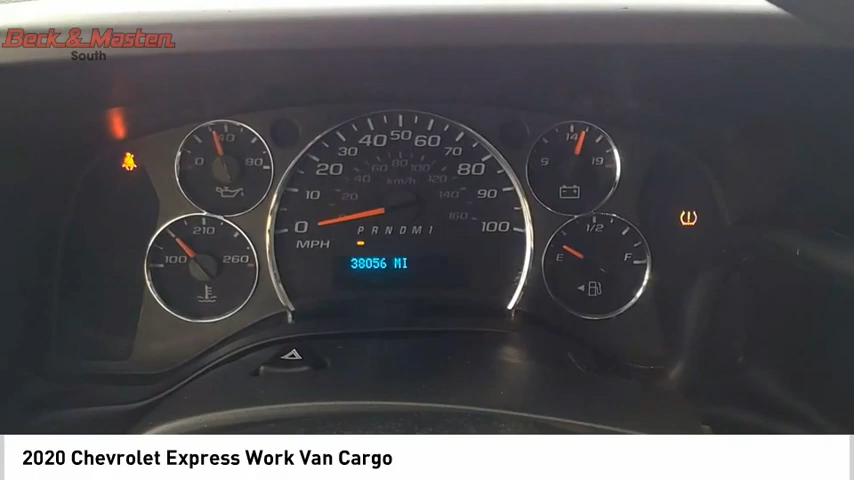 Beck & Masten
South
0 40 80
100 210 260
0 10 20 30 40 50 60 70 80 90 100
20 40 60 80 100 120 140 160
km/h
MPH
P R N D M 1
38056 MI
9 14 19
E 1/2 F
2020 Chevrolet Express Work Van Cargo